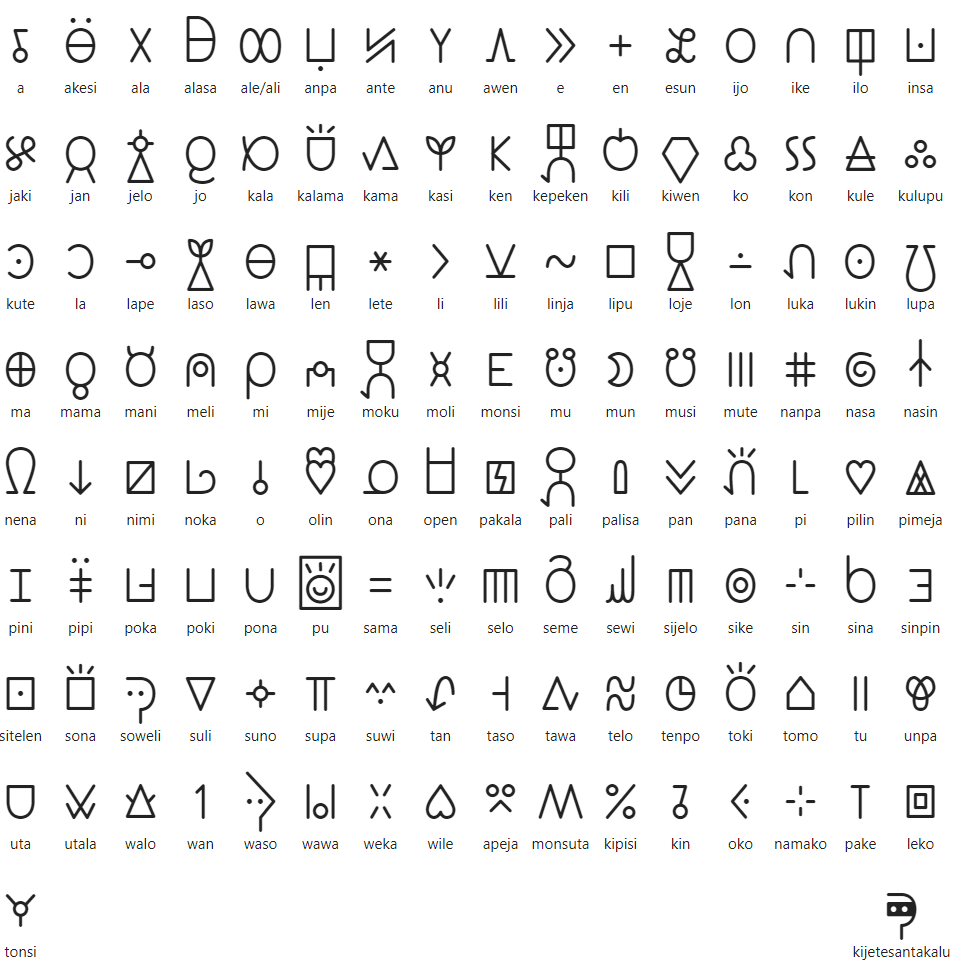 a akesi ala alasa ale/ali anpa ante anu awen e en esun ijo ike ilo insa
jaki jan jelo jo kala kalama kama kasi ken kepeken kili kiwen ko kon kule kulupu
kute la lape laso lawa len lete li lili linja lipu loje lon luka lukin lupa
ma mama mani meli mi mije moku moli monsi mu mun musi mute nanpa nasa nasin
nena ni nimi noka o olin ona open pakala pali palisa pan pana pi pilin pimeja
pini pipi poka poki pona pu sama seli selo seme sewi sijelo sike sin sina sinpin
sitelen sona soweli suli suno supa suwi tan taso tawa telo tenpo toki tomo tu unpa
uta utala walo wan waso wawa weka wile apeja monsuta kipisi kin oko namako pake leko
tonsi kijetesantakalu